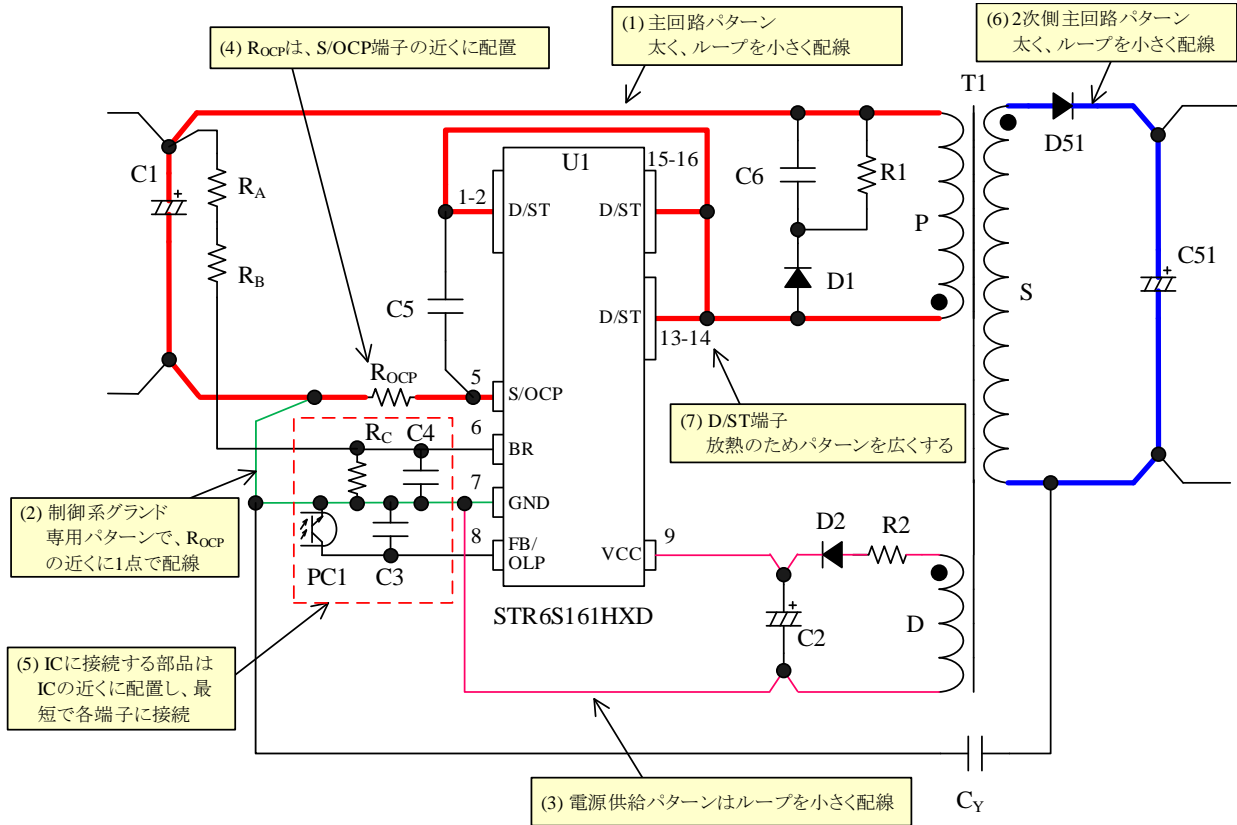 (1) 主回路パターン
太く、ループを小さく配線
(6) 2次側主回路パターン
太く、ループを小さく配線
(4) ROCPは、S/OCP端子の近くに配置
T1
D51
C1
+
RA
RB
U1
1-2
D/ST
15-16
D/ST
C6
R1
P
S
C51
+
C5
D1
D/ST
13-14
ROCP
5
S/OCP
(7) D/ST端子
放熱のためパターンを広くする
RC
C4
6
BR
7
GND
(2) 制御系グランド
専用パターンで、ROCP
の近くに1点で配線
PC1
C3
8
FB/
OLP
VCC
9
D2
R2
STR6S161HXD
+
C2
D
(5) ICに接続する部品は
ICの近くに配置し、最
短で各端子に接続
(3) 電源供給パターンはループを小さく配線
CY